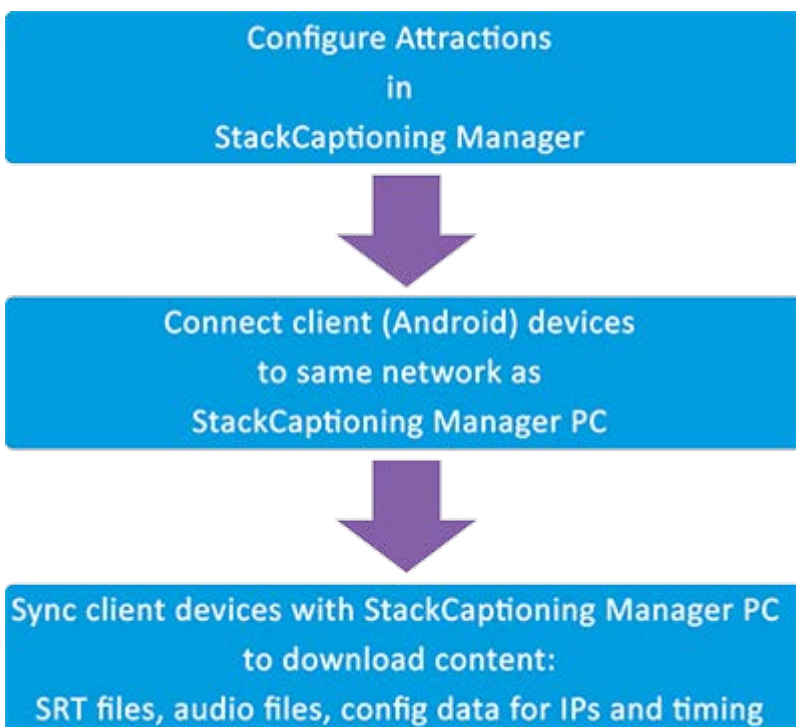 Configure Attractions
in
StackCaptioning Manager
Connect client (Android) devices
to same network as
StackCaptioning Manager PC
Sync client devices with StackCaptioning Manager PC
to download content:
SRT files, audio files, config data for IPs and timing